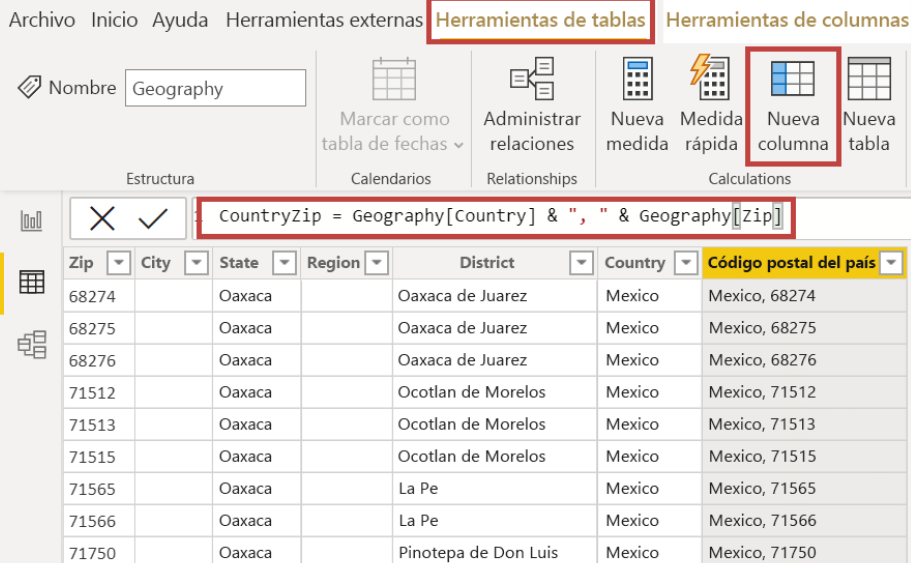 Archivo Inicio Ayuda Herramientas externas Herramientas de tablas Herramientas de columnas
Nombre Geography
Marcar como tabla de fechas
Administrar relaciones
Nueva medida
Medida rápida
Nueva columna
Nueva tabla
Estructura Calendarios Relationships Calculations
1 CountryZip = Geography[Country] & ", " & Geography[Zip]
Zip City State Region District Country Código postal del país
68274 Oaxaca Oaxaca de Juarez Mexico Mexico, 68274
68275 Oaxaca Oaxaca de Juarez Mexico Mexico, 68275
68276 Oaxaca Oaxaca de Juarez Mexico Mexico, 68276
71512 Oaxaca Ocotlan de Morelos Mexico Mexico, 71512
71513 Oaxaca Ocotlan de Morelos Mexico Mexico, 71513
71515 Oaxaca Ocotlan de Morelos Mexico Mexico, 71515
71565 Oaxaca La Pe Mexico Mexico, 71565
71566 Oaxaca La Pe Mexico Mexico, 71566
71750 Oaxaca Pinotepa de Don Luis Mexico Mexico, 71750